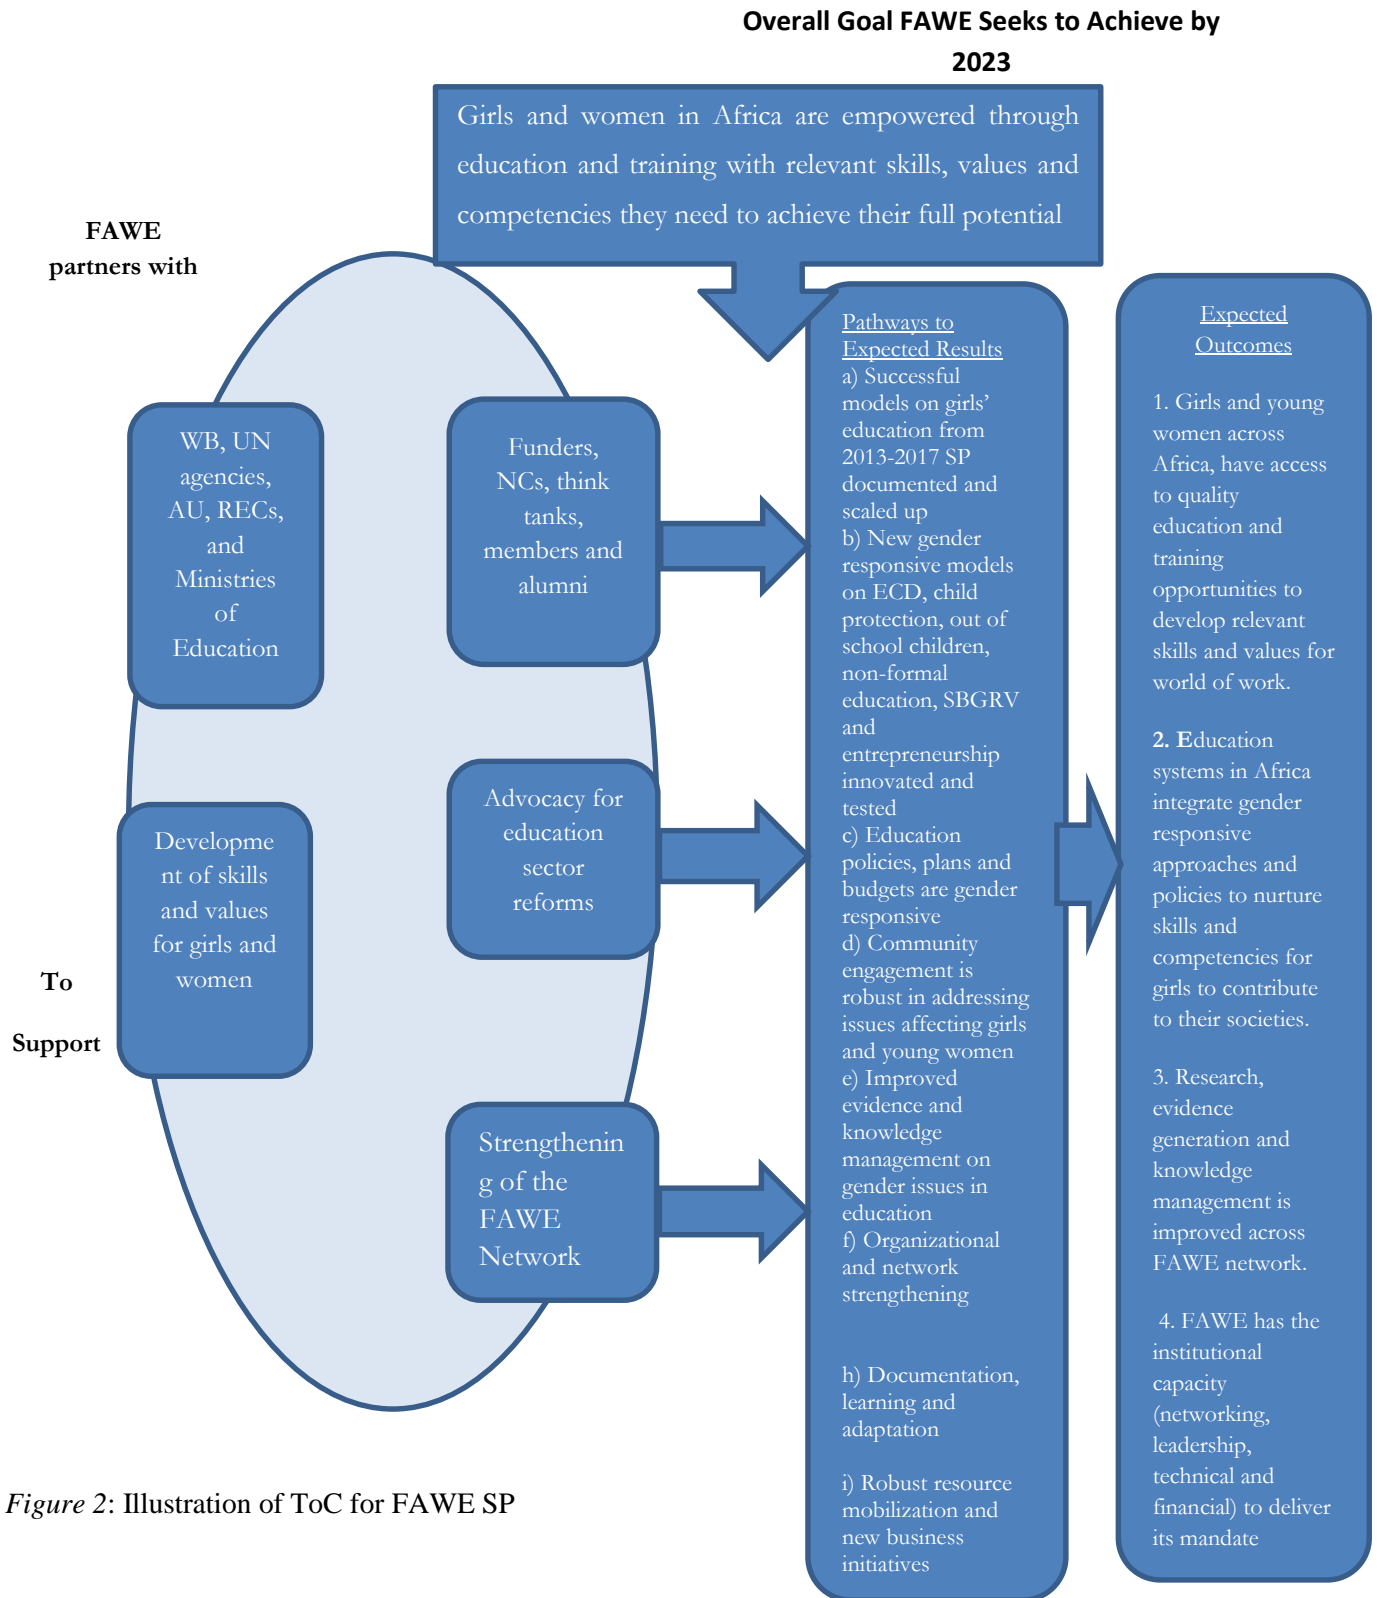 Overall Goal FAWE Seeks to Achieve by
2023
Girls and women in Africa are empowered through
education and training with relevant skills, values and
competencies they need to achieve their full potential
FAWE
partners with
WB, UN
agencies,
AU, RECs,
and
Ministries
of
Education
Funders,
NCs, think
tanks,
members and
alumni
Developme
nt of skills
and values
for girls and
women
Advocacy for
education
sector
reforms
To
Support
Strengthenin
g of the
FAWE
Network
Pathways to
Expected Results
a) Successful
models on girls’
education from
2013-2017 SP
documented and
scaled up
b) New gender
responsive models
on ECD, child
protection, out of
school children,
non-formal
education, SBGRV
and
entrepreneurship
innovated and
tested
c) Education
policies, plans and
budgets are gender
responsive
d) Community
engagement is
robust in addressing
issues affecting girls
and young women
e) Improved
evidence and
knowledge
management on
gender issues in
education
f) Organizational
and network
strengthening
h) Documentation,
learning and
adaptation
i) Robust resource
mobilization and
new business
initiatives
Expected
Outcomes
1. Girls and young
women across
Africa, have access
to quality
education and
training
opportunities to
develop relevant
skills and values for
world of work.
2. Education
systems in Africa
integrate gender
responsive
approaches and
policies to nurture
skills and
competencies for
girls to contribute
to their societies.
3. Research,
evidence
generation and
knowledge
management is
improved across
FAWE network.
4. FAWE has the
institutional
capacity
(networking,
leadership,
technical and
financial) to deliver
its mandate
Figure 2: Illustration of ToC for FAWE SP